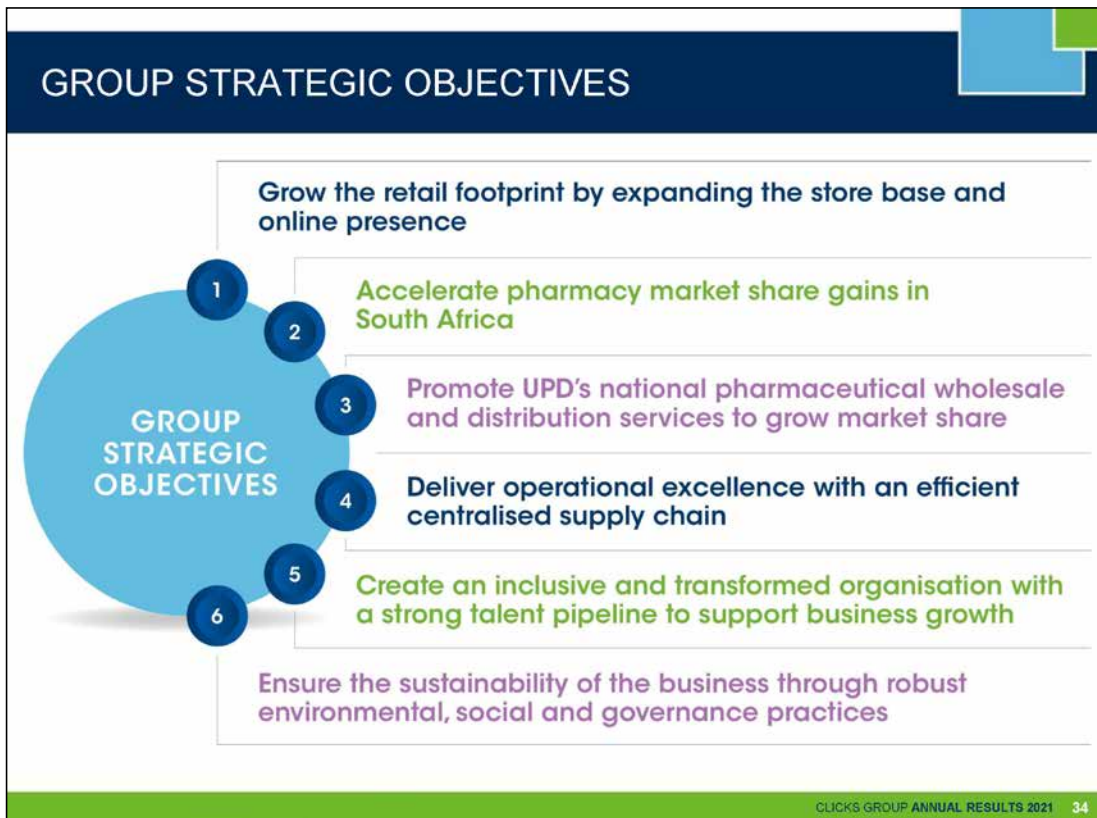 GROUP STRATEGIC OBJECTIVES
Grow the retail footprint by expanding the store base and
online presence
1
Accelerate pharmacy market share gains in
South Africa
2
Promote UPD's national pharmaceutical wholesale
and distribution services to grow market share
3
GROUP
STRATEGIC
OBJECTIVES
Deliver operational excellence with an efficient
centralised supply chain
4
Create an inclusive and transformed organisation with
a strong talent pipeline to support business growth
5
Ensure the sustainability of the business through robust
environmental, social and governance practices
6
CLICKS GROUP ANNUAL RESULTS 2021 34